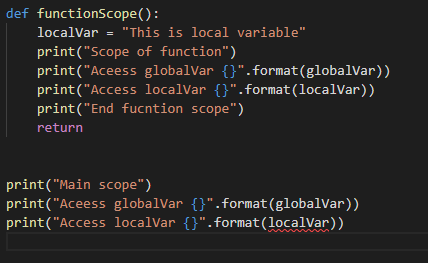 def functionScope():
    localVar = "This is local variable"
    print("Scope of function")
    print("Aceess globalVar {}".format(globalVar))
    print("Access localVar {}".format(localVar))
    print("End fucntion scope")
    return
print("Main scope")
print("Aceess globalVar {}".format(globalVar))
print("Access localVar {}".format(localVar))